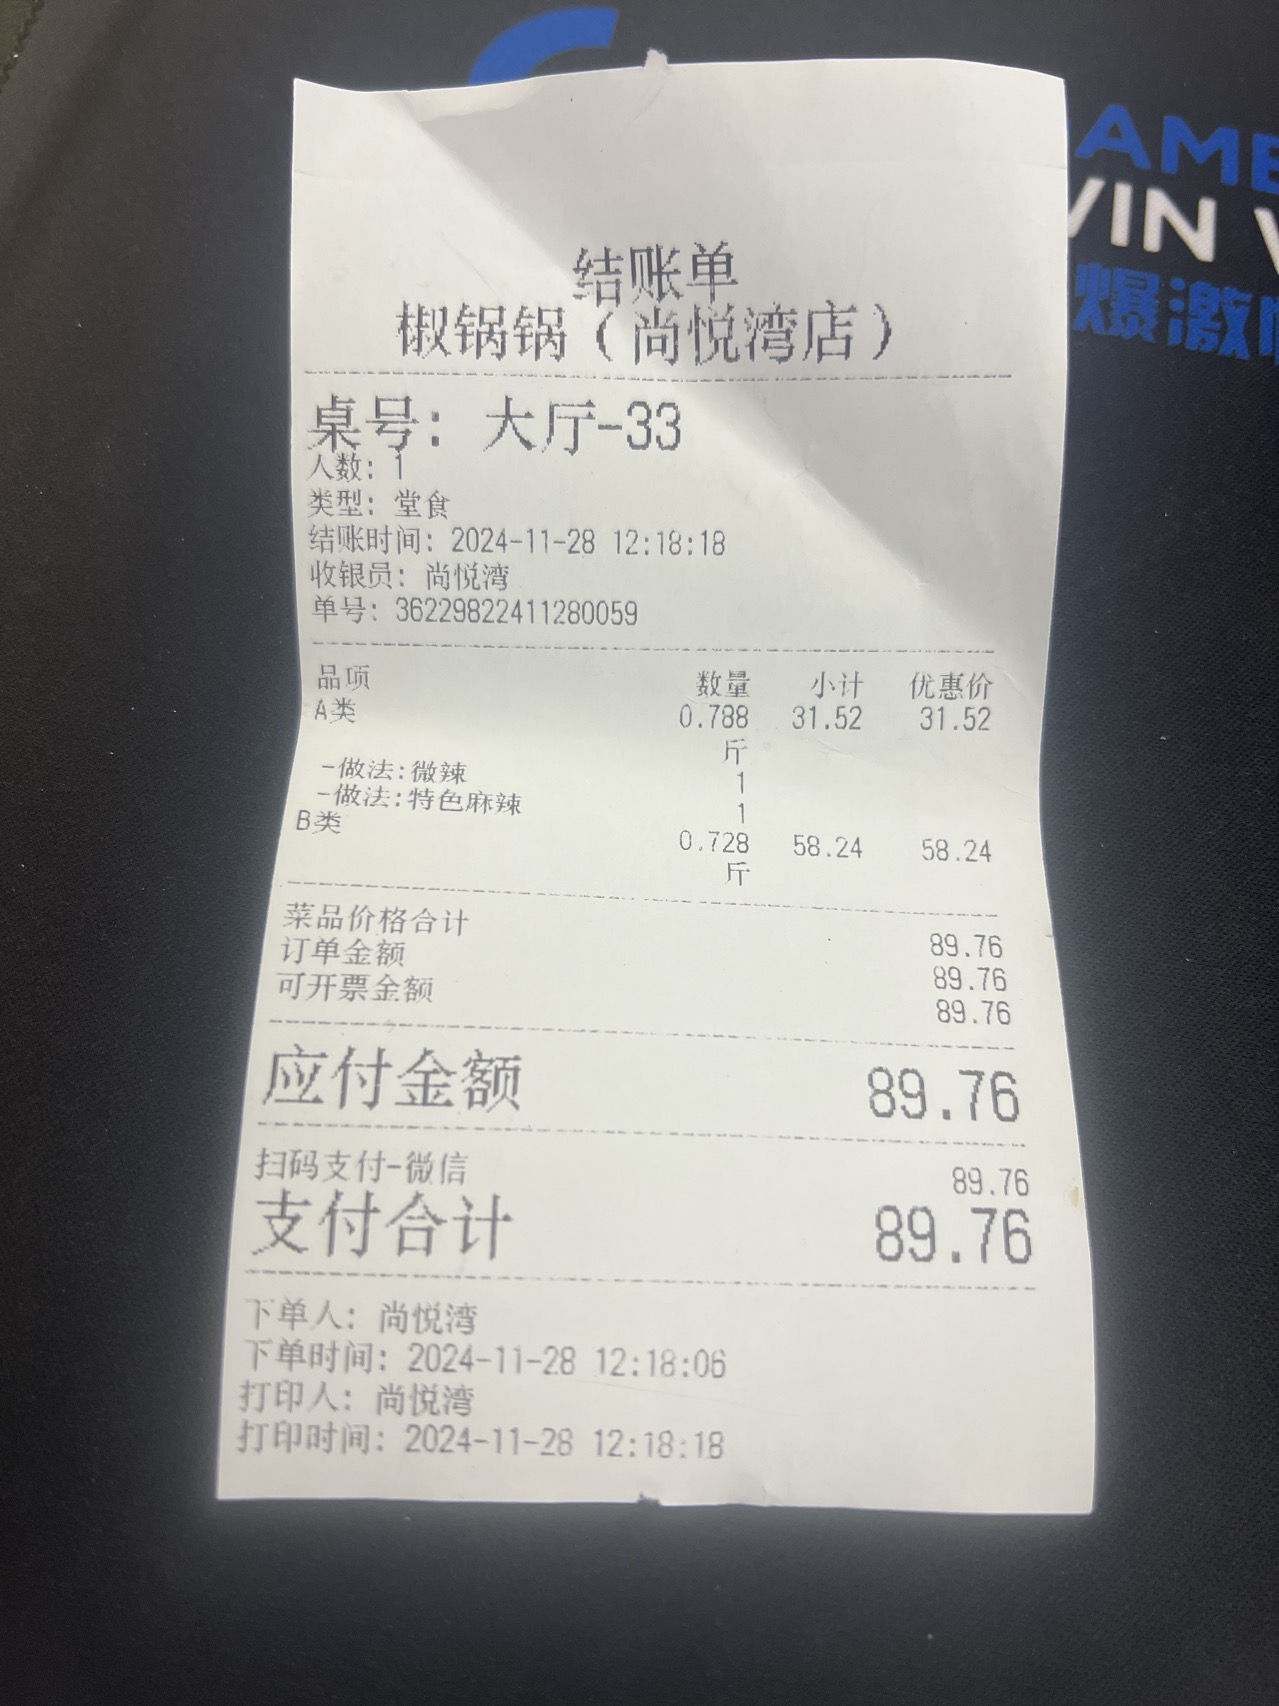 AME
WIN W
爆激
结账单
椒锅锅（尚悦湾店）
桌号：大厅-33
人数：1
类型：堂食
结账时间：2024-11-28 12:18:18
收银员：尚悦湾
单号：36229822411280059
品项 数量 小计 优惠价
A类 0.788 31.52 31.52
斤
-做法:微辣 1
-做法:特色麻辣 1
B类 0.728 58.24 58.24
斤
菜品价格合计 89.76
订单金额 89.76
可开票金额 89.76
应付金额 89.76
扫码支付-微信 89.76
支付合计 89.76
下单人：尚悦湾
下单时间：2024-11-28 12:18:06
打印人：尚悦湾
打印时间：2024-11-28 12:18:18